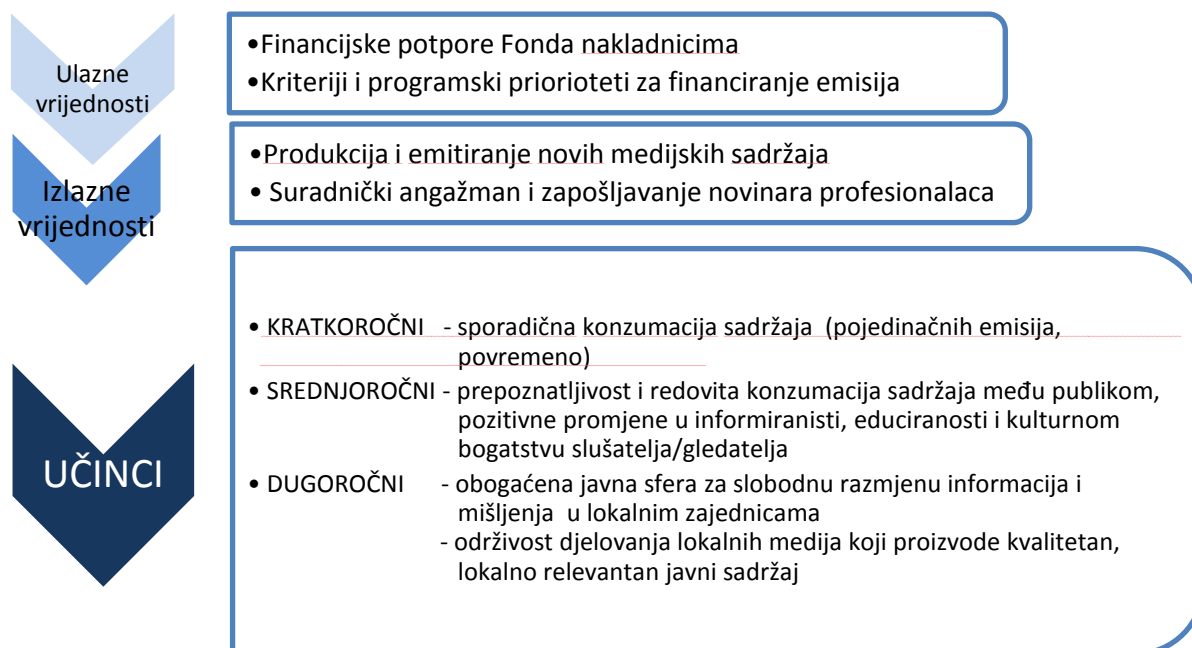 Ulazne
vrijednosti
•Financijske potpore Fonda nakladnicima
•Kriteriji i programski priorioteti za financiranje emisija
Izlazne
vrijednosti
•Produkcija i emitiranje novih medijskih sadržaja
• Suradnički angažman i zapošljavanje novinara profesionalaca
UČINCI
• KRATKOROČNI - sporadična konzumacija sadržaja (pojedinačnih emisija,
povremeno)
• SREDNJOROČNI - prepoznatljivost i redovita konzumacija sadržaja među publikom,
pozitivne promjene u informiranisti, educiranosti i kulturnom
bogatstvu slušatelja/gledatelja
• DUGOROČNI - obogaćena javna sfera za slobodnu razmjenu informacija i
mišljenja u lokalnim zajednicama
- održivost djelovanja lokalnih medija koji proizvode kvalitetan,
lokalno relevantan javni sadržaj